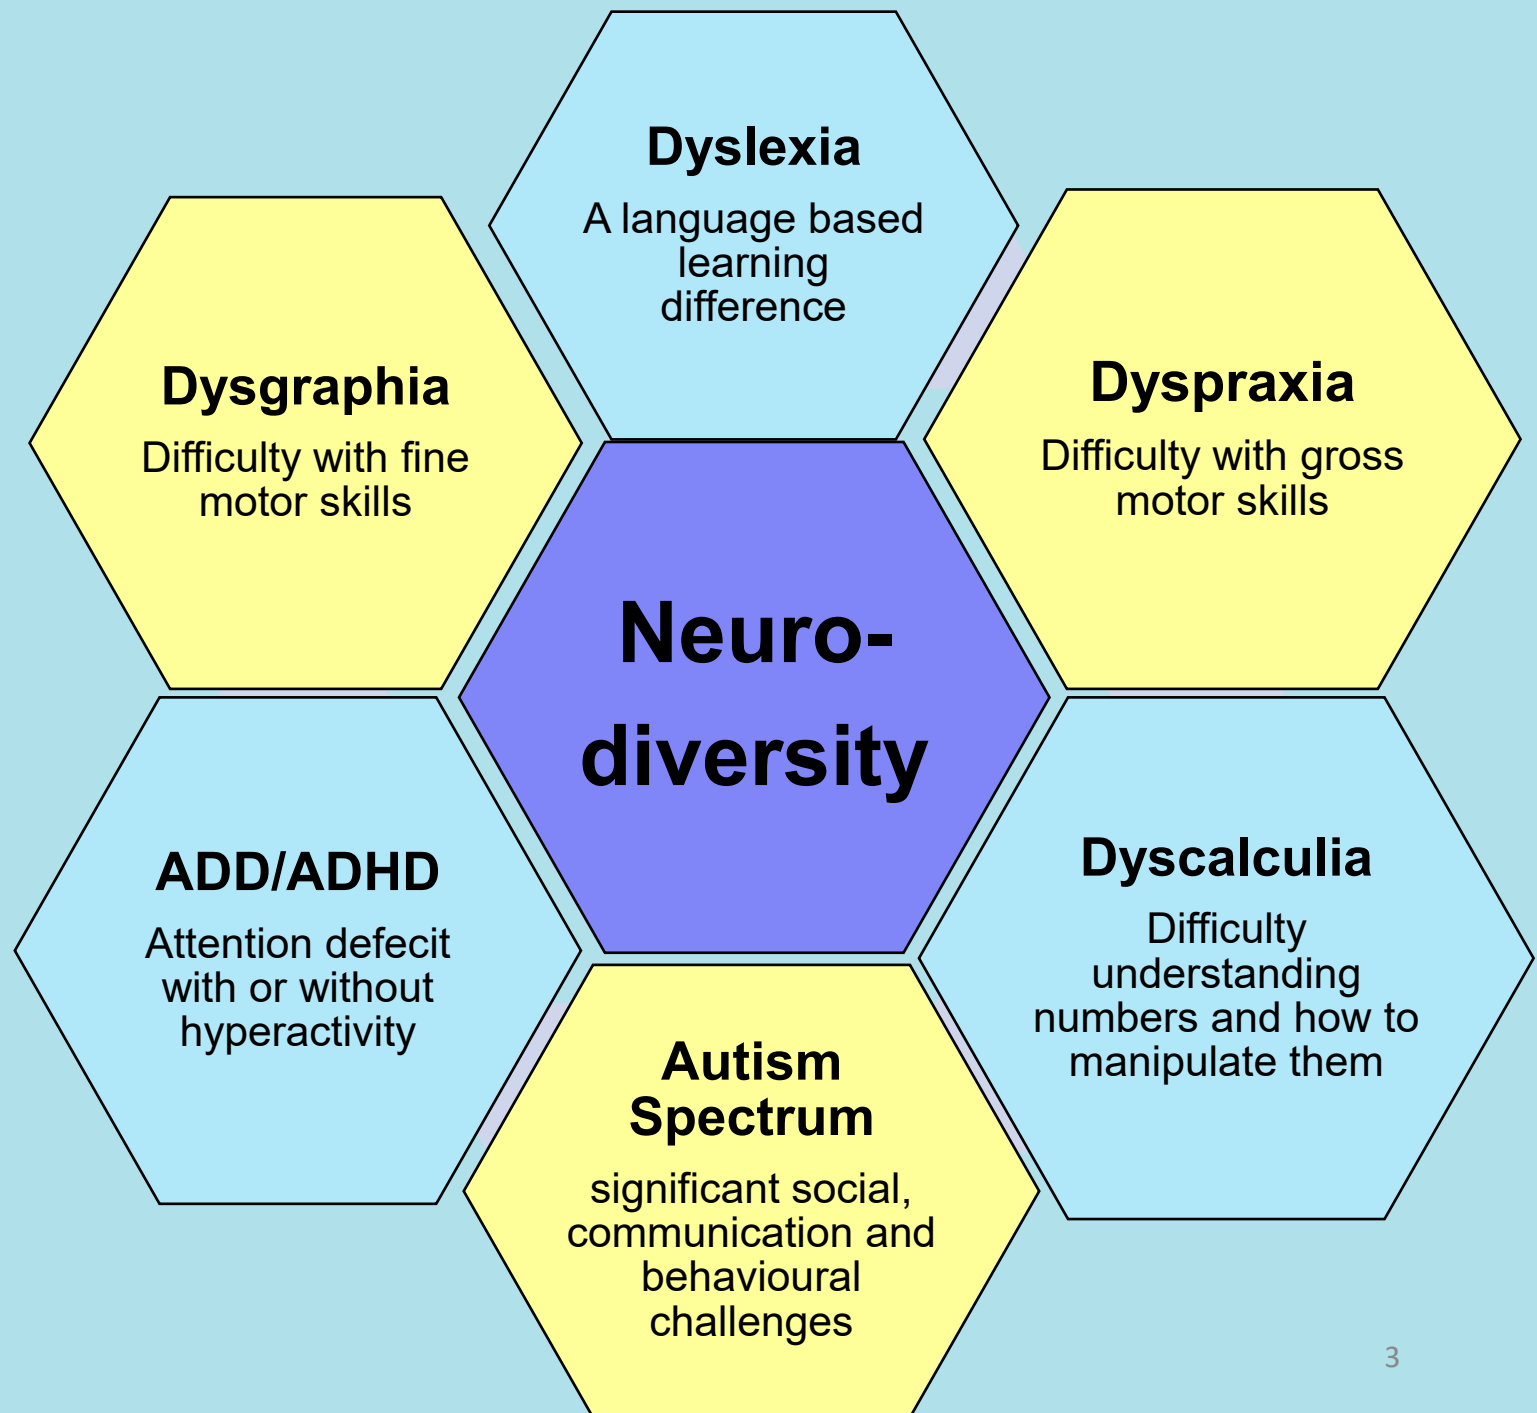 Dyslexia
A language based
learning
difference
Dysgraphia
Difficulty with fine
motor skills
Dyspraxia
Difficulty with gross
motor skills
Neuro-
diversity
ADD/ADHD
Attention defecit
with or without
hyperactivity
Dyscalculia
Difficulty
understanding
numbers and how to
manipulate them
Autism
Spectrum
significant social,
communication and
behavioural
challenges
3